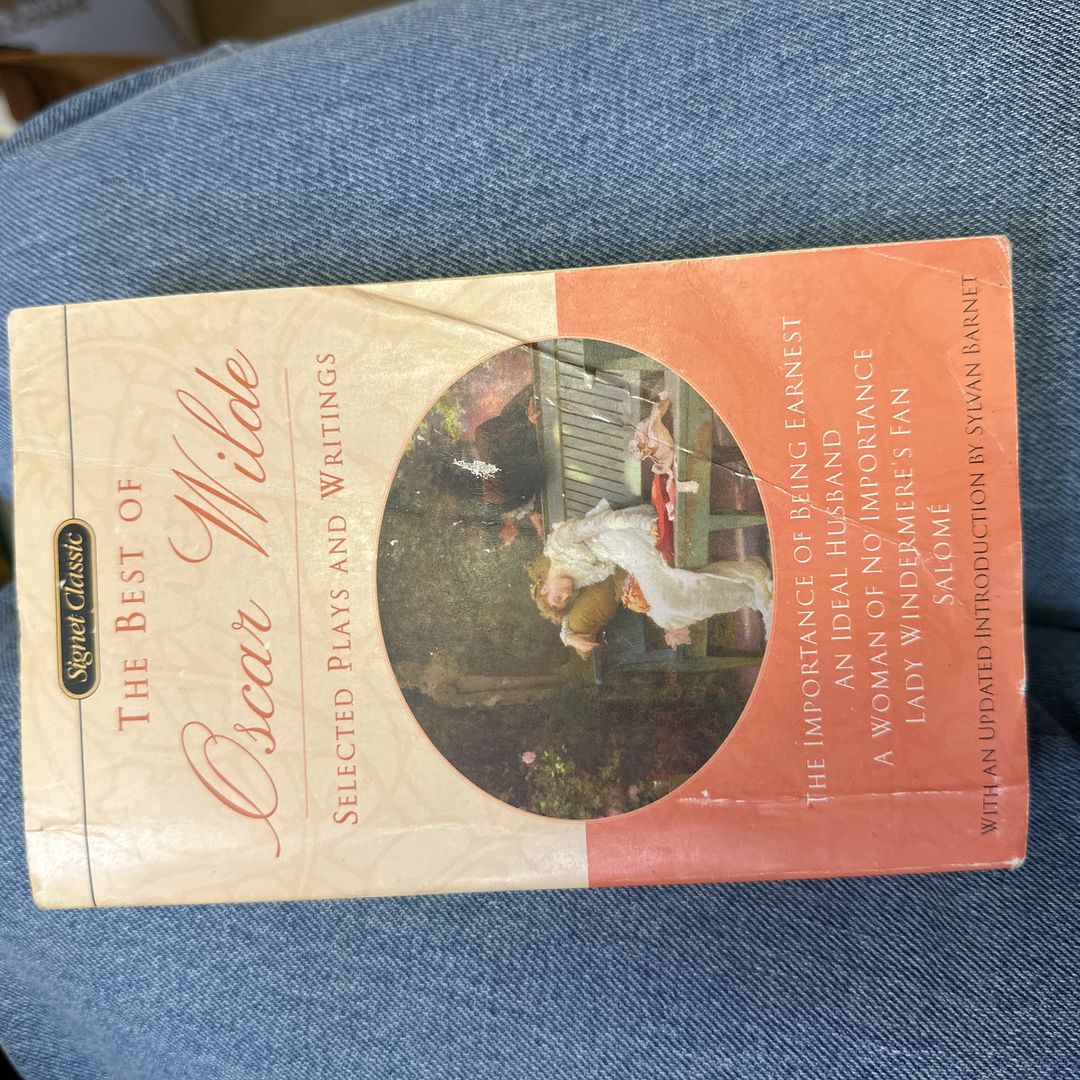 Signet Classic
THE BEST OF
Oscar Wilde
SELECTED PLAYS AND WRITINGS
THE IMPORTANCE OF BEING EARNEST
AN IDEAL HUSBAND
A WOMAN OF NO IMPORTANCE
LADY WINDERMERE'S FAN
SALOMÉ
WITH AN UPDATED INTRODUCTION BY SYLVAN BARNET